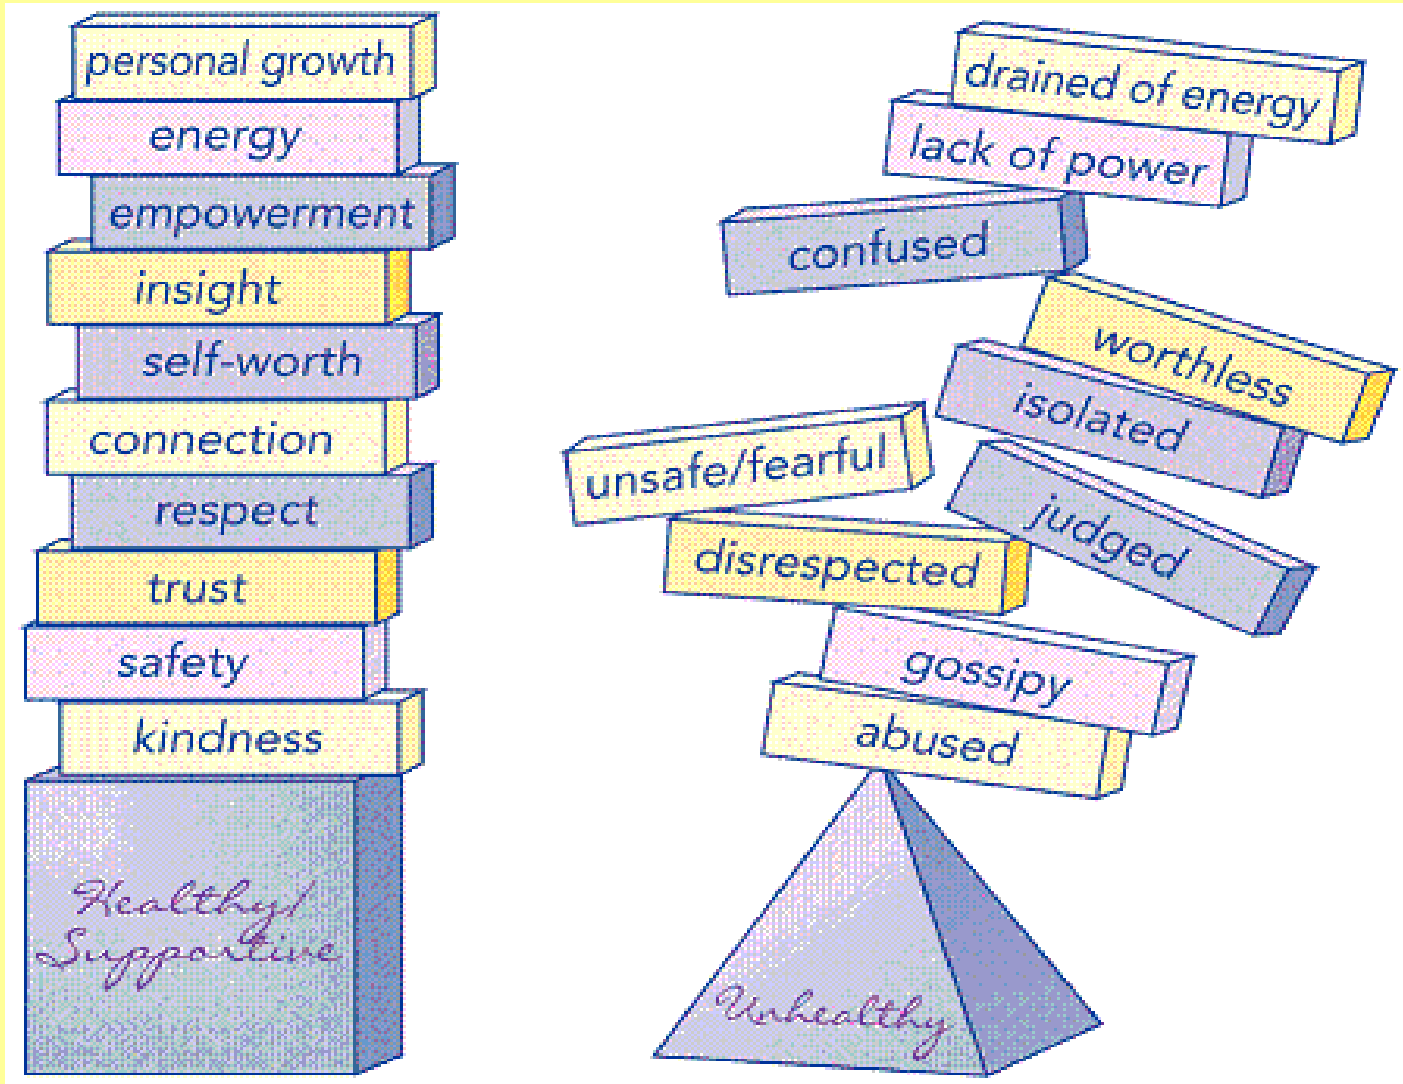 personal growth
energy
empowerment
insight
self-worth
connection
respect
trust
safety
kindness
Healthy/
Supportive
drained of energy
lack of power
confused
worthless
isolated
unsafe/fearful
judged
disrespected
gossipy
abused
Unhealthy